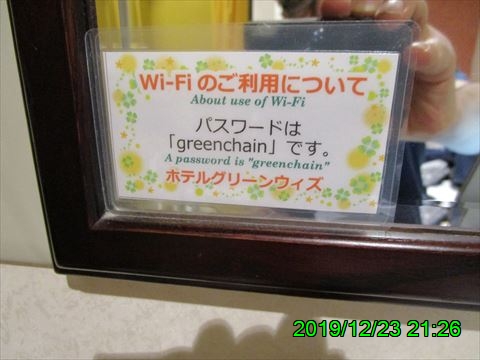 Wi-Fi のご利用について
About use of Wi-Fi
パスワードは
「greenchain」です。
A password is "greenchain"
ホテルグリーンウィズ
2019/12/23 21:26